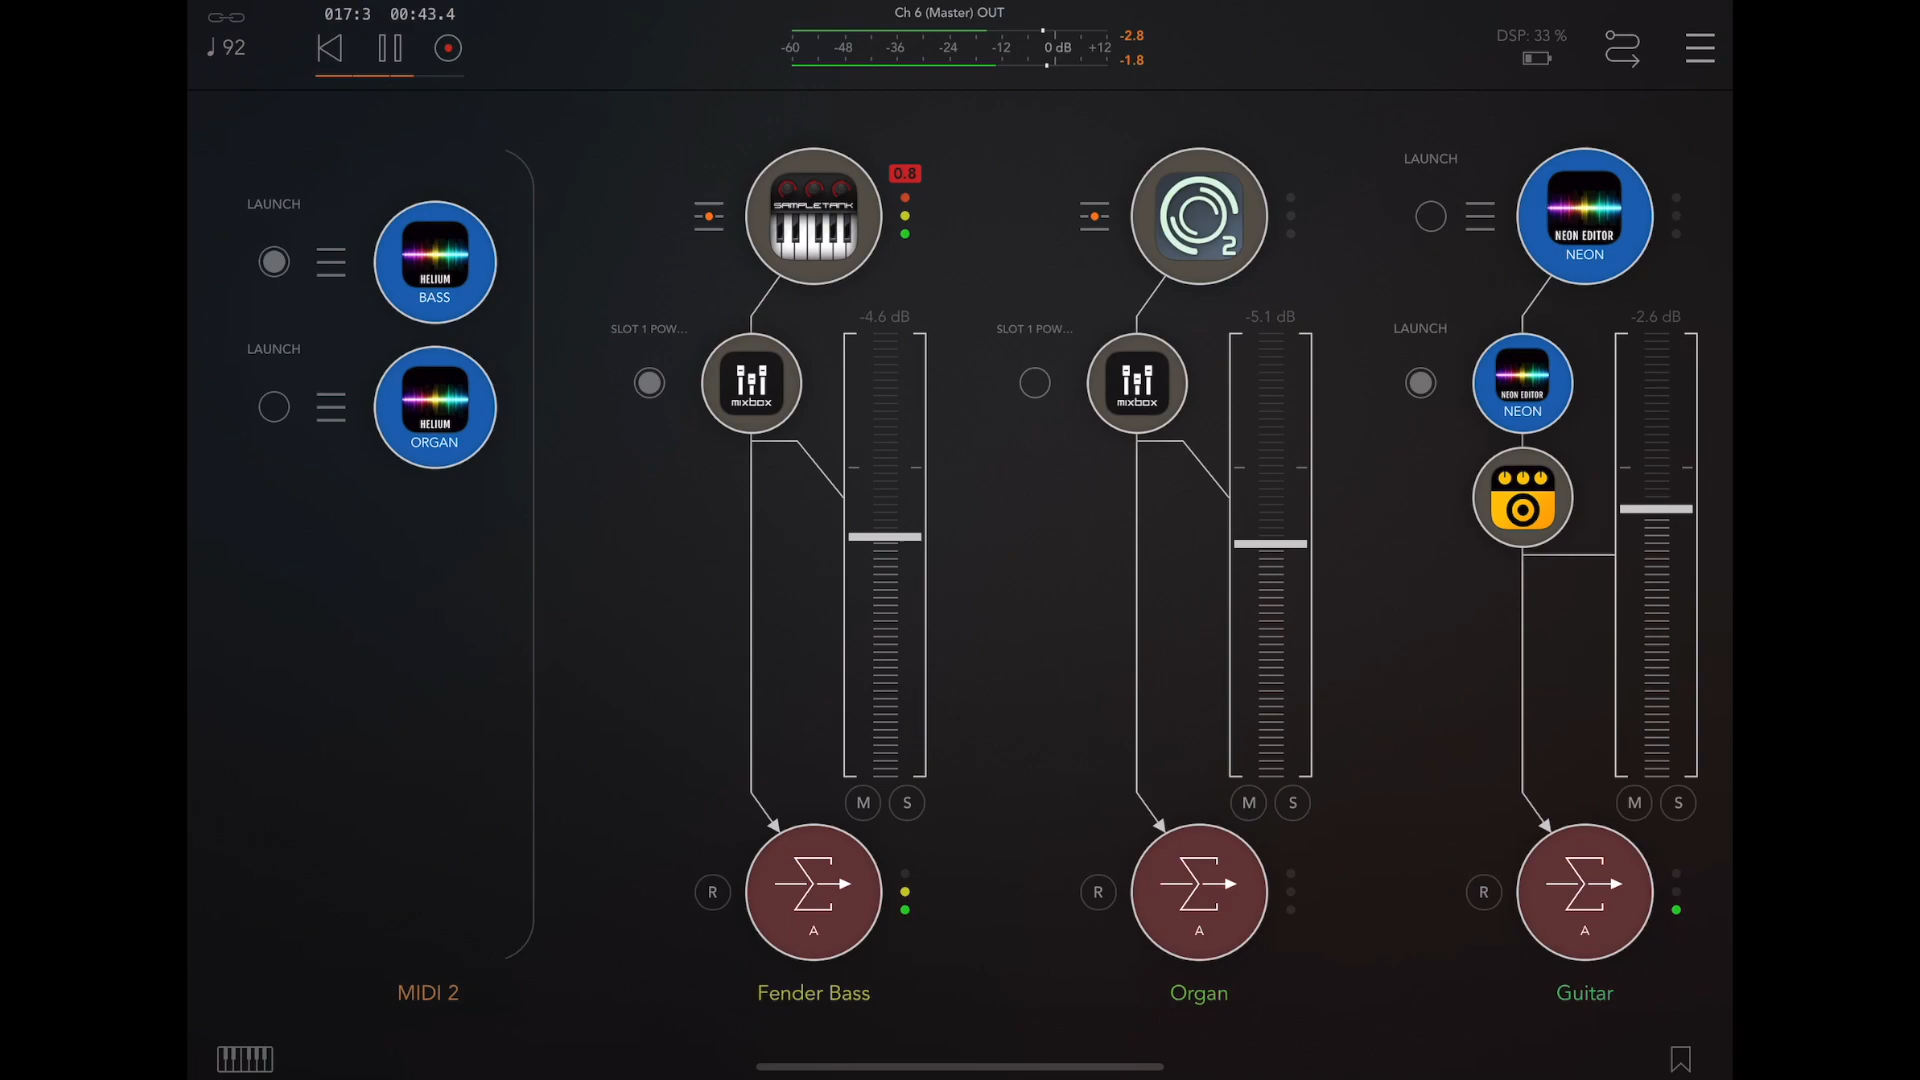 017:3 00:43.4
92
Ch 6 (Master) OUT
-60 -48 -36 -24 -12 0 dB +12
-2.8
-1.8
DSP: 33 %
LAUNCH
HELIUM
BASS
LAUNCH
HELIUM
ORGAN
MIDI 2
SAMPLETANK
0.8
SLOT 1 POW...
mixbox
-4.6 dB
M S
R
A
Fender Bass
2
SLOT 1 POW...
mixbox
-5.1 dB
M S
R
A
Organ
LAUNCH
NEON EDITOR
NEON
LAUNCH
NEON EDITOR
NEON
-2.6 dB
M S
R
A
Guitar